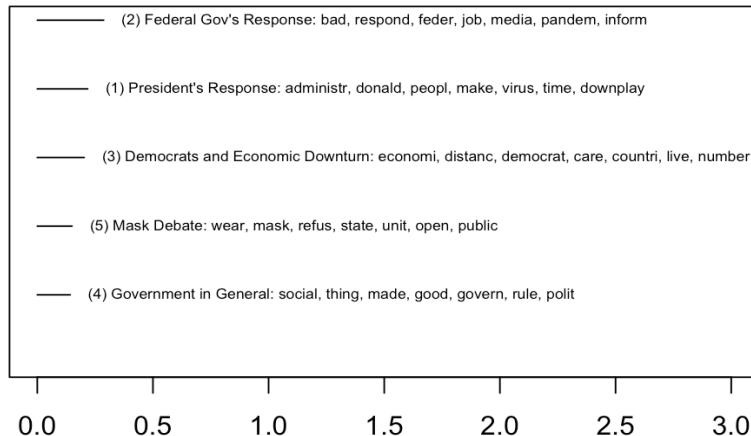 (2) Federal Gov's Response: bad, respond, feder, job, media, pandem, inform
(1) President's Response: administr, donald, peopl, make, virus, time, downplay
(3) Democrats and Economic Downturn: economi, distanc, democrat, care, countri, live, number
(5) Mask Debate: wear, mask, refus, state, unit, open, public
(4) Government in General: social, thing, made, good, govern, rule, polit
0.0 0.5 1.0 1.5 2.0 2.5 3.0